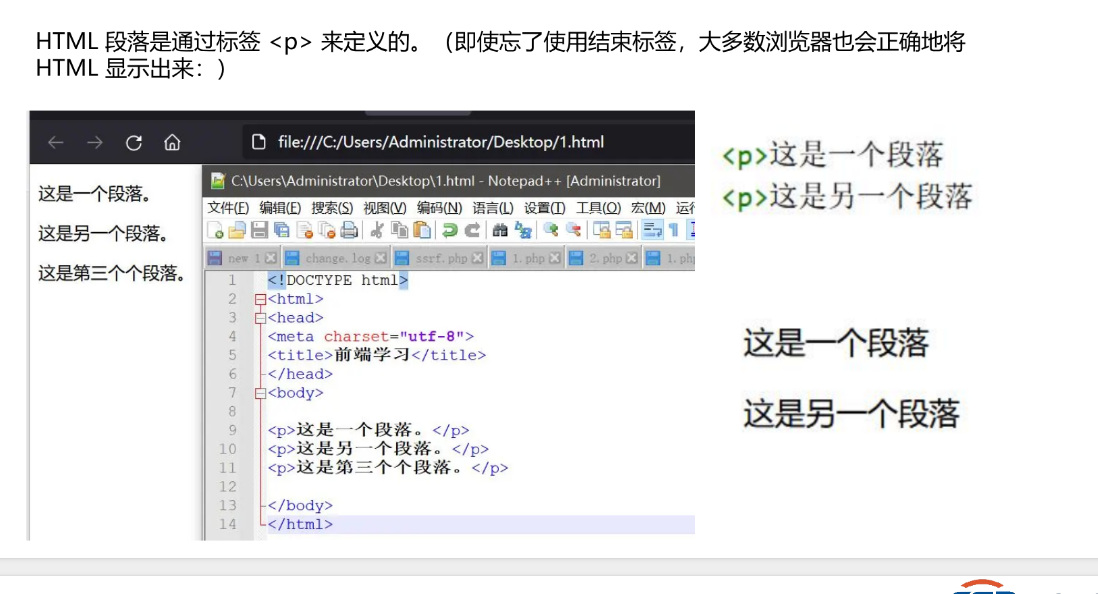 HTML 段落是通过标签 <p> 来定义的。（即使忘了使用结束标签，大多数浏览器也会正确地将
HTML 显示出来：）
file:///C:/Users/Administrator/Desktop/1.html
这是一个段落。
这是另一个段落。
这是第三个个段落。
C:\Users\Administrator\Desktop\1.html - Notepad++ [Administrator]
文件(F) 编辑(E) 搜索(S) 视图(V) 编码(N) 语言(L) 设置(T) 工具(O) 宏(M) 运行
new 1 change.log ssrf.php 1.php 2.php 1.php
1 <!DOCTYPE html>
2 <html>
3 <head>
4 <meta charset="utf-8">
5 <title>前端学习</title>
6 </head>
7 <body>
8
9 <p>这是一个段落。</p>
10 <p>这是另一个段落。</p>
11 <p>这是第三个个段落。</p>
12
13 </body>
14 </html>
<p>这是一个段落
<p>这是另一个段落
这是一个段落
这是另一个段落